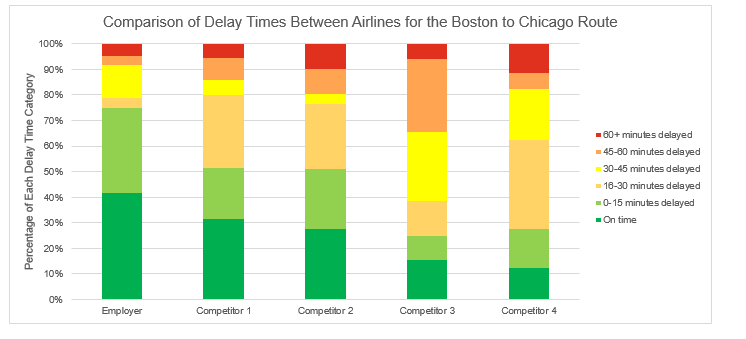 Comparison of Delay Times Between Airlines for the Boston to Chicago Route
Percentage of Each Delay Time Category
100%
90%
80%
70%
60%
50%
40%
30%
20%
10%
0%
Employer
Competitor 1
Competitor 2
Competitor 3
Competitor 4
60+ minutes delayed
45-60 minutes delayed
30-45 minutes delayed
16-30 minutes delayed
0-15 minutes delayed
On time